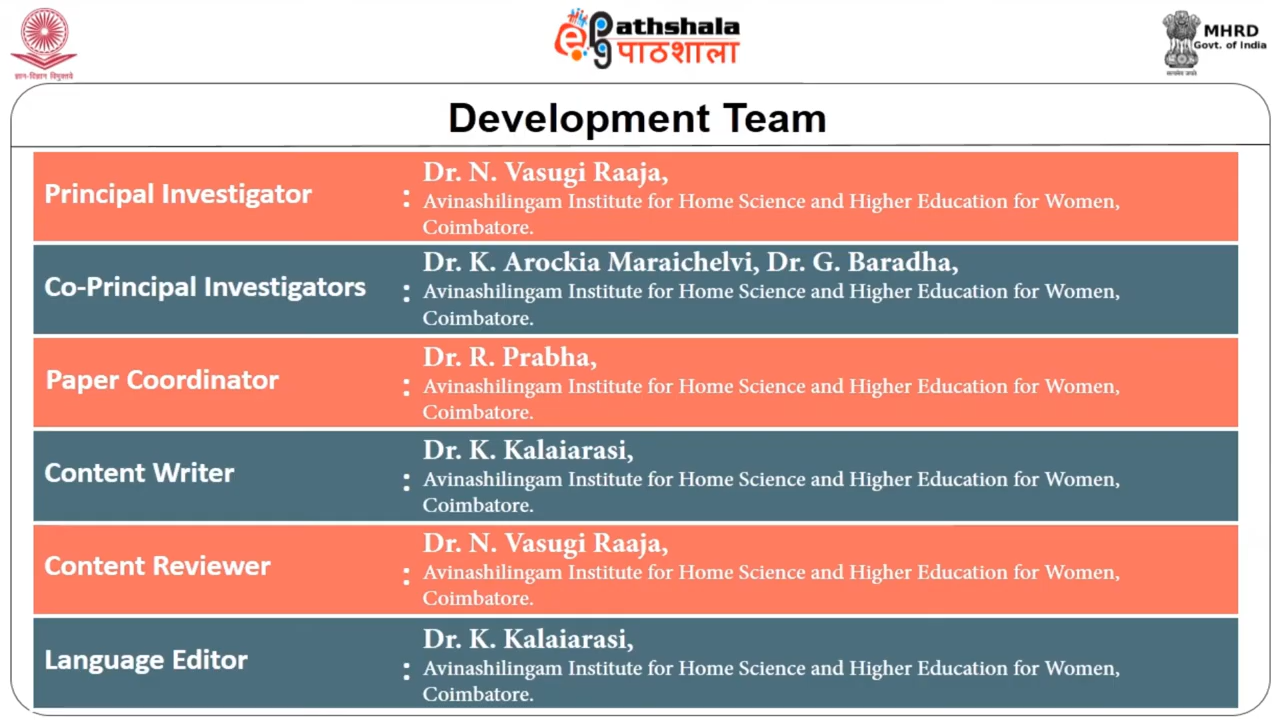 ज्ञान-विज्ञान विमुक्तये
ePG Pathshala
पाठशाला
MHRD
Govt. of India
सत्यमेव जयते
Development Team
Principal Investigator
:
Dr. N. Vasugi Raaja,
Avinashilingam Institute for Home Science and Higher Education for Women,
Coimbatore.
Co-Principal Investigators
:
Dr. K. Arockia Maraichelvi, Dr. G. Baradha,
Avinashilingam Institute for Home Science and Higher Education for Women,
Coimbatore.
Paper Coordinator
:
Dr. R. Prabha,
Avinashilingam Institute for Home Science and Higher Education for Women,
Coimbatore.
Content Writer
:
Dr. K. Kalaiarasi,
Avinashilingam Institute for Home Science and Higher Education for Women,
Coimbatore.
Content Reviewer
:
Dr. N. Vasugi Raaja,
Avinashilingam Institute for Home Science and Higher Education for Women,
Coimbatore.
Language Editor
:
Dr. K. Kalaiarasi,
Avinashilingam Institute for Home Science and Higher Education for Women,
Coimbatore.